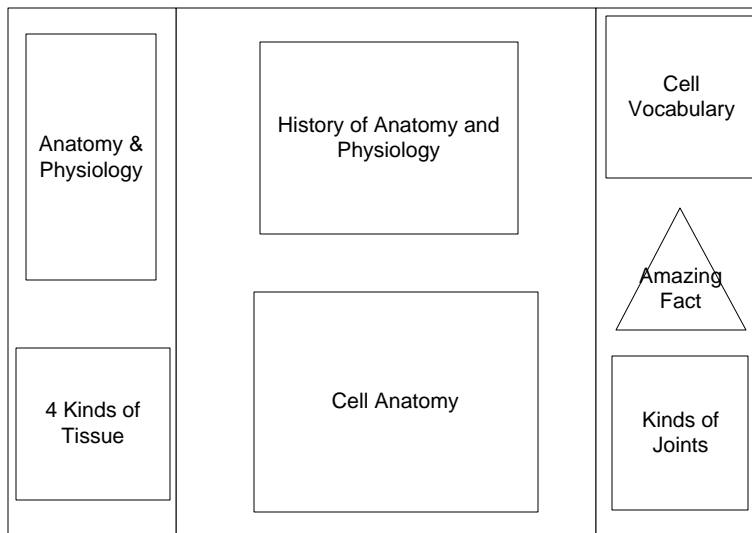 Anatomy &
Physiology
4 Kinds of
Tissue
History of Anatomy and
Physiology
Cell Anatomy
Cell
Vocabulary
Amazing
Fact
Kinds of
Joints